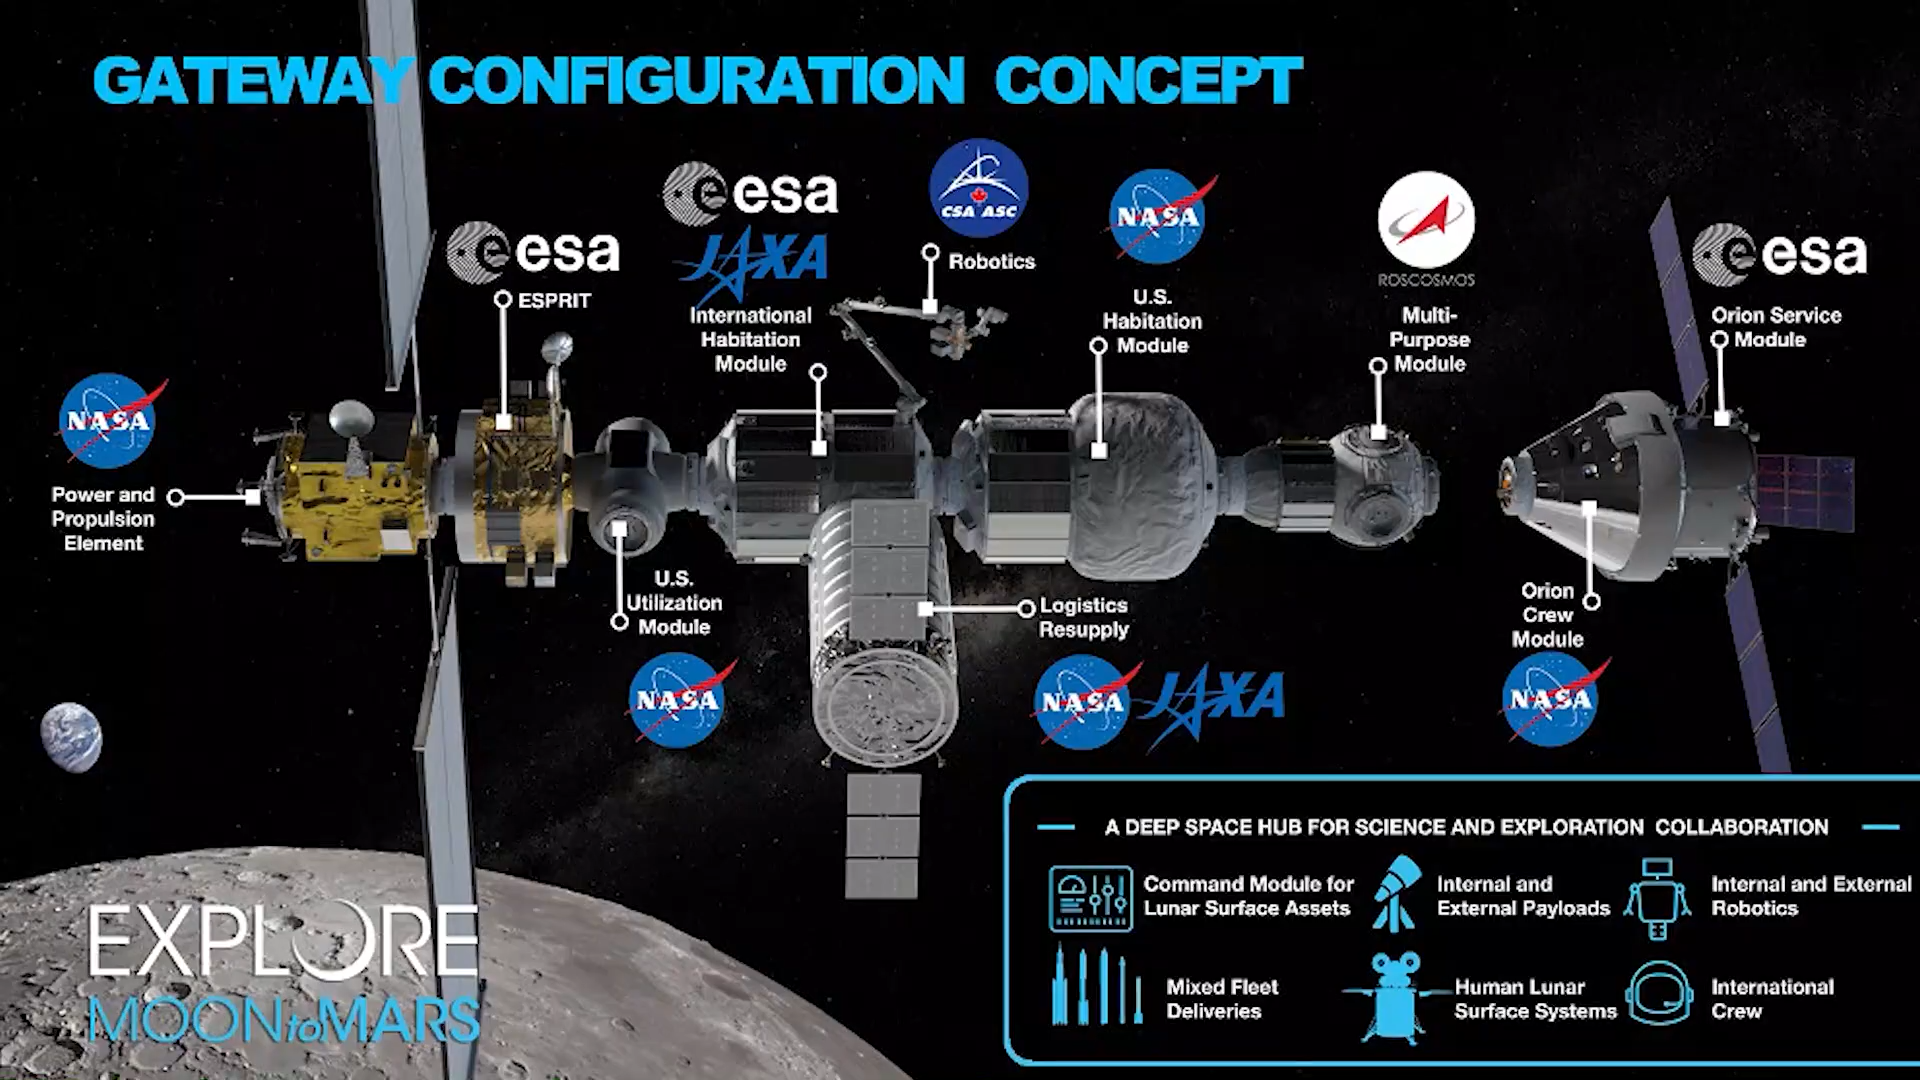 GATEWAY CONFIGURATION CONCEPT
esa
ESPRIT
esa
JAXA
International
Habitation
Module
CSA ASC
Robotics
NASA
U.S.
Habitation
Module
ROSCOSMOS
Multi-
Purpose
Module
esa
Orion Service
Module
NASA
Power and
Propulsion
Element
U.S.
Utilization
Module
NASA
Logistics
Resupply
NASA
JAXA
Orion
Crew
Module
NASA
A DEEP SPACE HUB FOR SCIENCE AND EXPLORATION COLLABORATION
Command Module for
Lunar Surface Assets
Internal and
External Payloads
Internal and External
Robotics
Mixed Fleet
Deliveries
Human Lunar
Surface Systems
International
Crew
EXPLORE
MOON to MARS